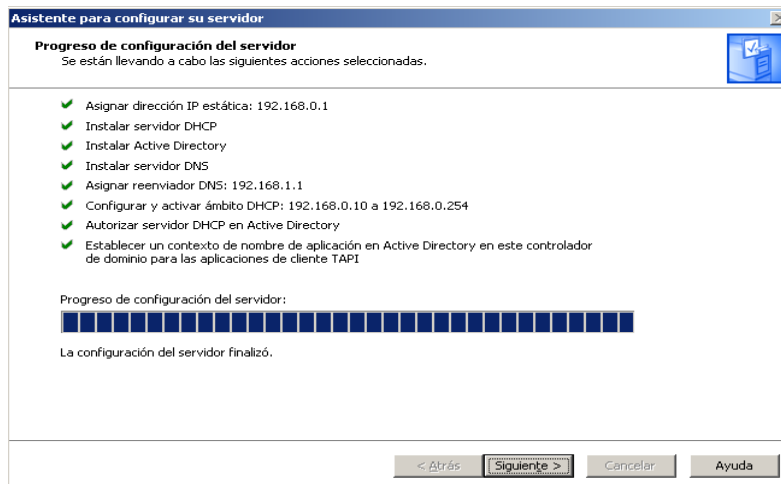 Asistente para configurar su servidor
Progreso de configuración del servidor
Se están llevando a cabo las siguientes acciones seleccionadas.
Asignar dirección IP estática: 192.168.0.1
Instalar servidor DHCP
Instalar Active Directory
Instalar servidor DNS
Asignar reenviador DNS: 192.168.1.1
Configurar y activar ámbito DHCP: 192.168.0.10 a 192.168.0.254
Autorizar servidor DHCP en Active Directory
Establecer un contexto de nombre de aplicación en Active Directory en este controlador
de dominio para las aplicaciones de cliente TAPI
Progreso de configuración del servidor:
La configuración del servidor finalizó.
< Atrás
Siguiente >
Cancelar
Ayuda